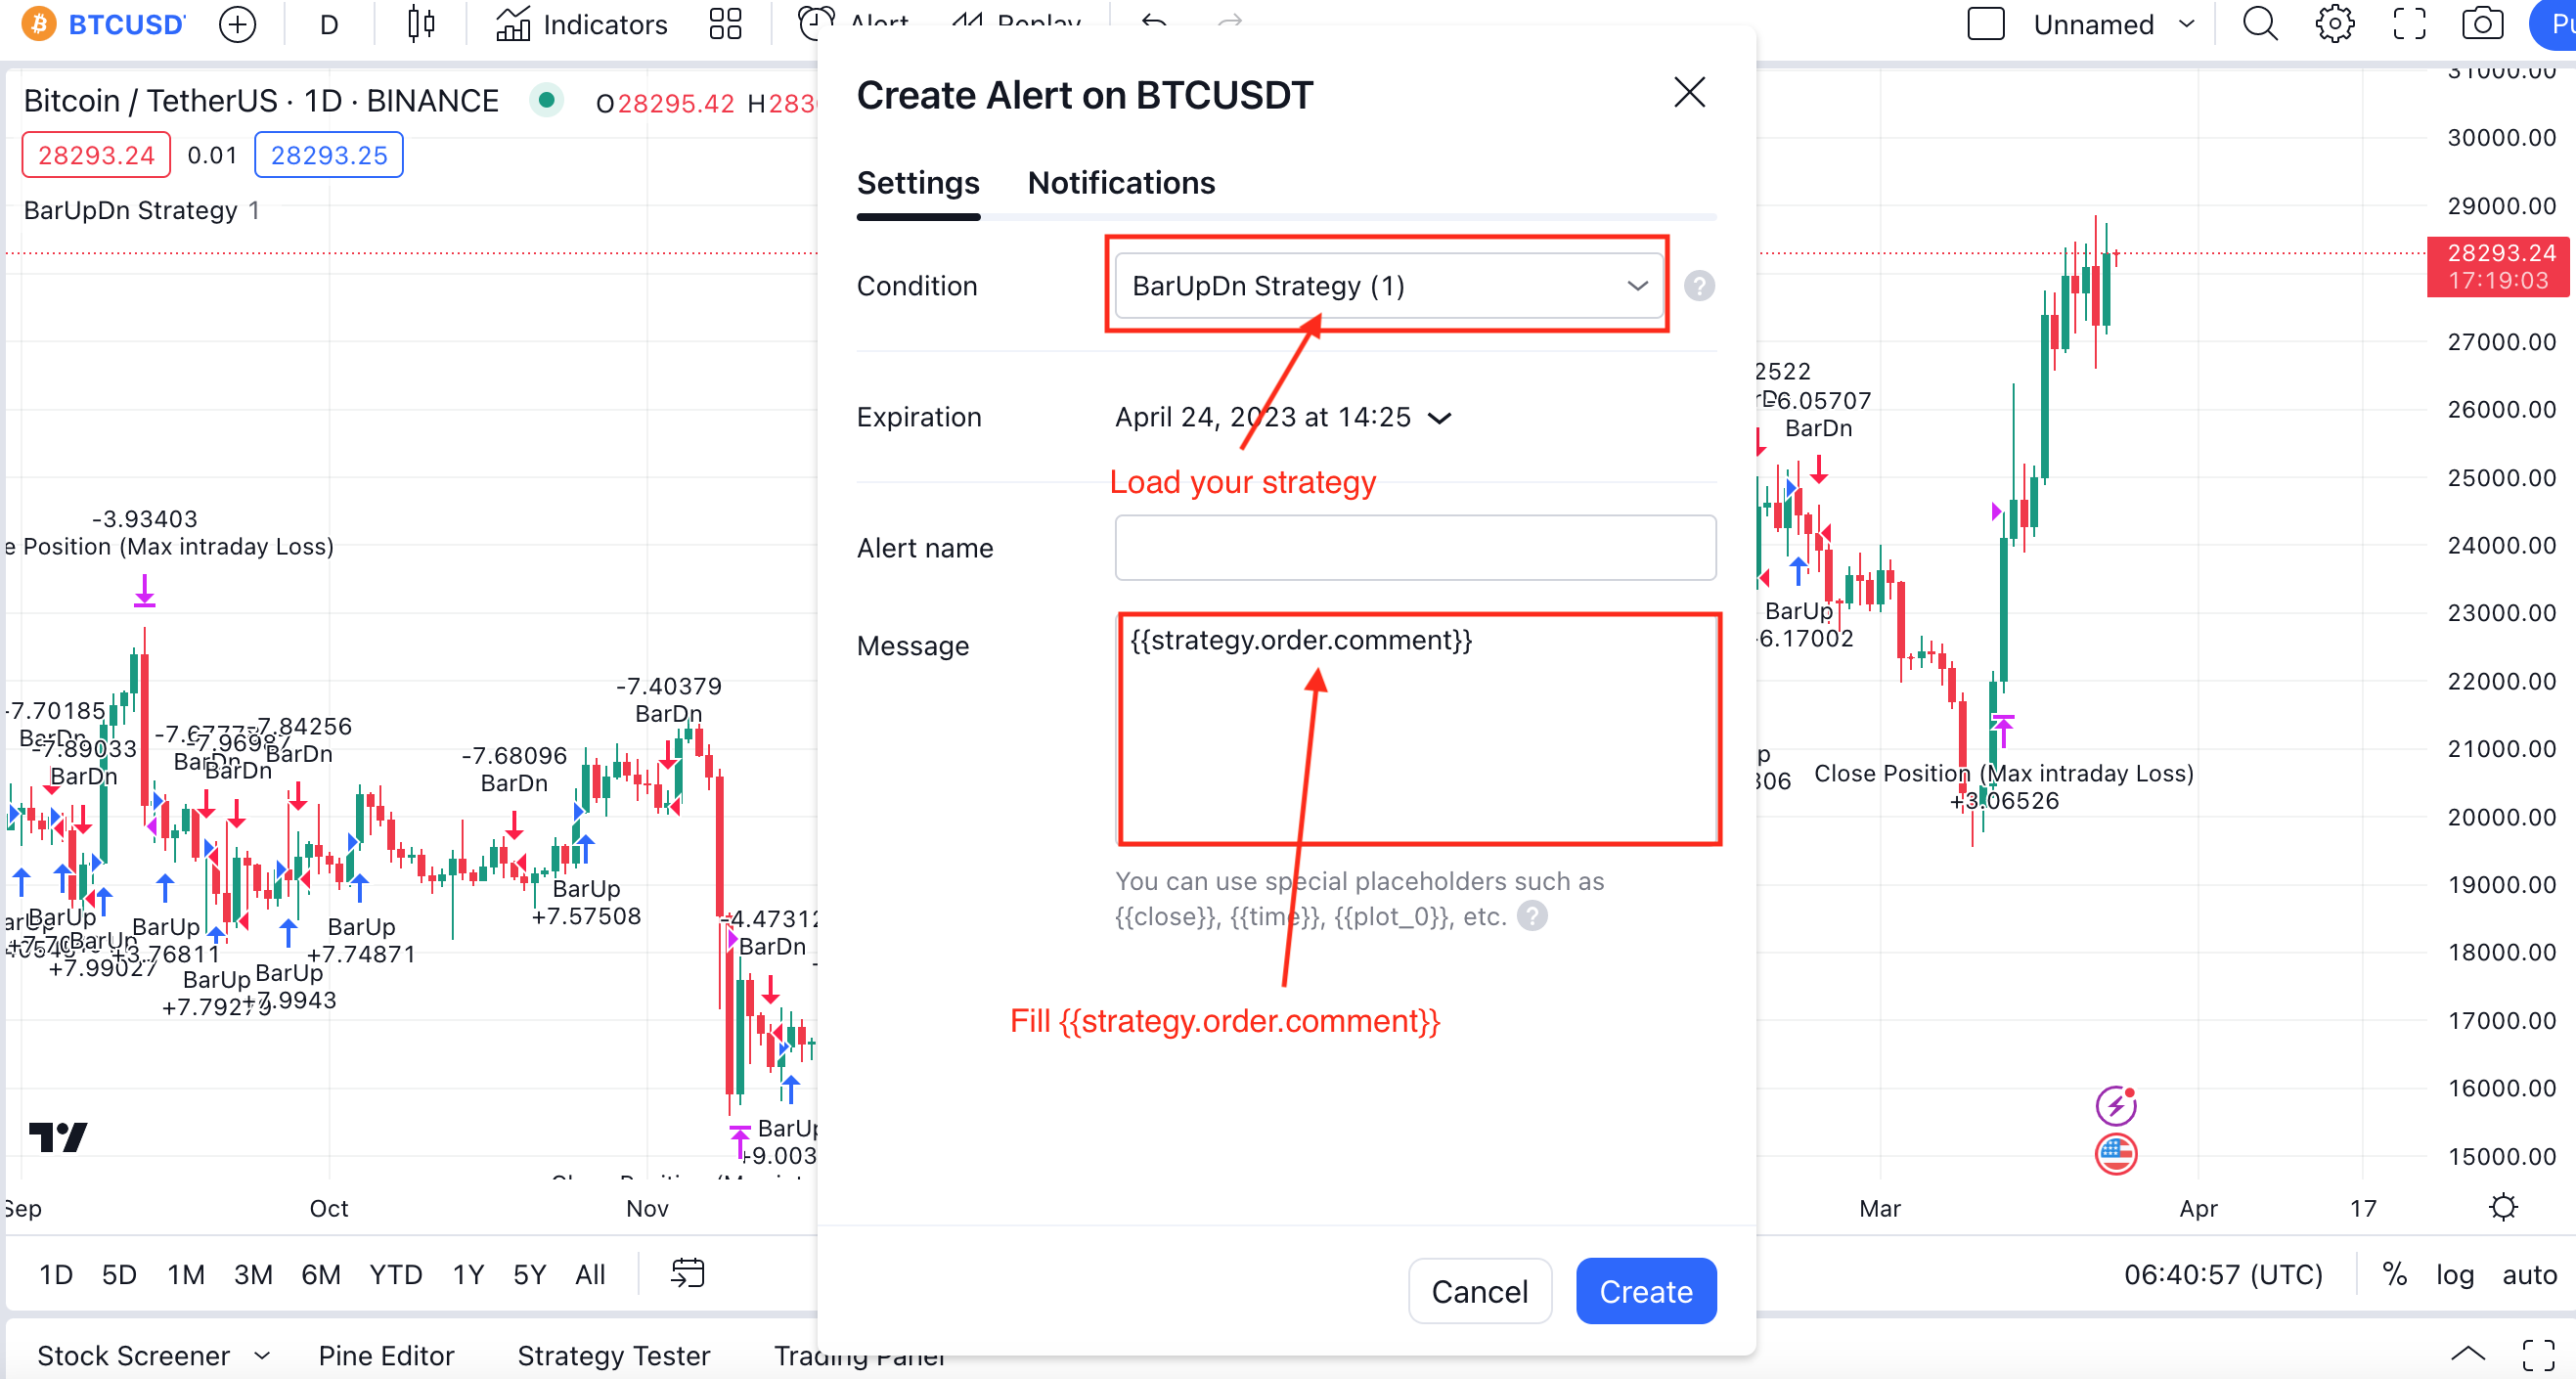 BTCUSD
D
Indicators
Alert
Replay
Unnamed
Bitcoin / TetherUS · 1D · BINANCE
O28295.42 H283
28293.24 0.01 28293.25
BarUpDn Strategy 1
Create Alert on BTCUSDT
Settings Notifications
Condition
BarUpDn Strategy (1)
Expiration
April 24, 2023 at 14:25
Load your strategy
Alert name
Message
{{strategy.order.comment}}
You can use special placeholders such as
{{close}}, {{time}}, {{plot_0}}, etc.
Fill {{strategy.order.comment}}
Cancel
Create
-3.93403
e Position (Max intraday Loss)
-7.70185
BarDn
-7.89033
BarDn
-7.84256
BarDn
BarDn
-7.68096
BarDn
-7.40379
BarDn
BarUp
BarUp
+7.99027
BarUp
+3.76811
BarUp
BarUp
+7.9943
BarUp
+7.74871
BarUp
+7.57508
-4.47312
BarDn
BarUp
+9.003
2522
-6.05707
BarDn
BarUp
-6.17002
Close Position (Max intraday Loss)
+3.06526
31000.00
30000.00
29000.00
28293.24
17:19:03
27000.00
26000.00
25000.00
24000.00
23000.00
22000.00
21000.00
20000.00
19000.00
18000.00
17000.00
16000.00
15000.00
Sep Oct Nov Mar Apr 17
1D 5D 1M 3M 6M YTD 1Y 5Y All
06:40:57 (UTC) % log auto
Stock Screener Pine Editor Strategy Tester Trading Panel